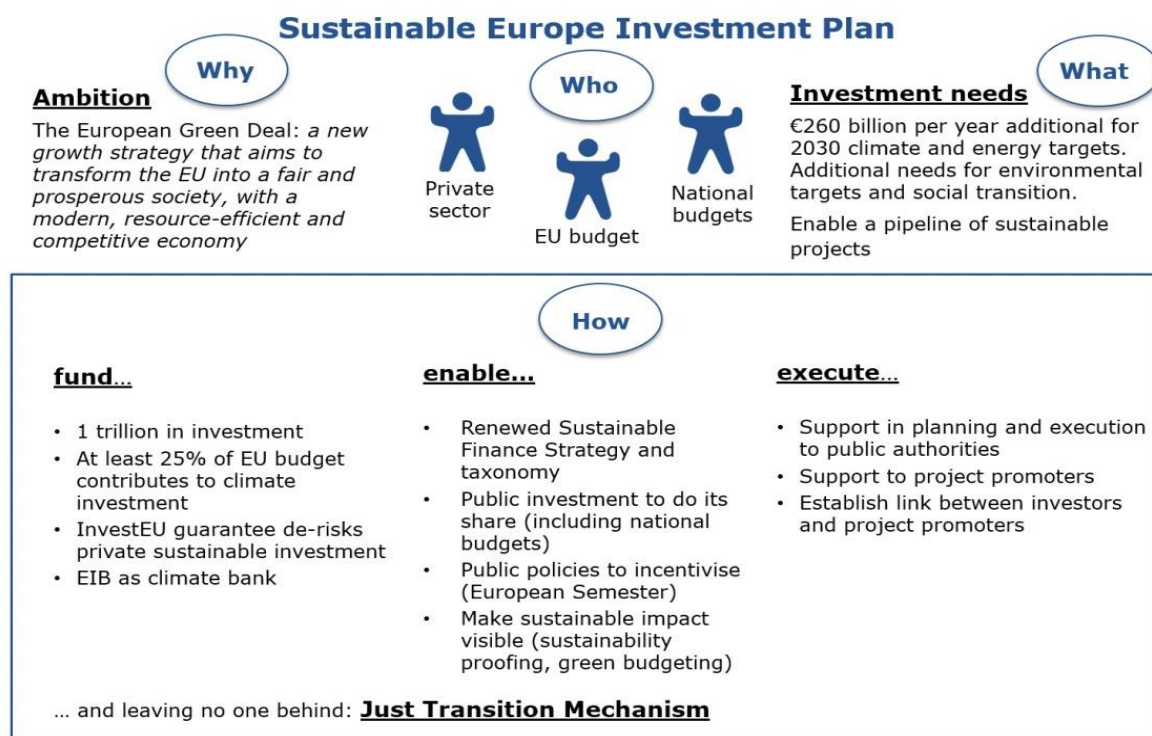 Sustainable Europe Investment Plan
Why
Ambition
The European Green Deal: a new
growth strategy that aims to
transform the EU into a fair and
prosperous society, with a
modern, resource-efficient and
competitive economy
Who
Private
sector
EU budget
National
budgets
What
Investment needs
€260 billion per year additional for
2030 climate and energy targets.
Additional needs for environmental
targets and social transition.
Enable a pipeline of sustainable
projects
How
fund...
• 1 trillion in investment
• At least 25% of EU budget
contributes to climate
investment
• InvestEU guarantee de-risks
private sustainable investment
• EIB as climate bank
enable...
• Renewed Sustainable
Finance Strategy and
taxonomy
• Public investment to do its
share (including national
budgets)
• Public policies to incentivise
(European Semester)
• Make sustainable impact
visible (sustainability
proofing, green budgeting)
execute...
• Support in planning and execution
to public authorities
• Support to project promoters
• Establish link between investors
and project promoters
... and leaving no one behind: Just Transition Mechanism